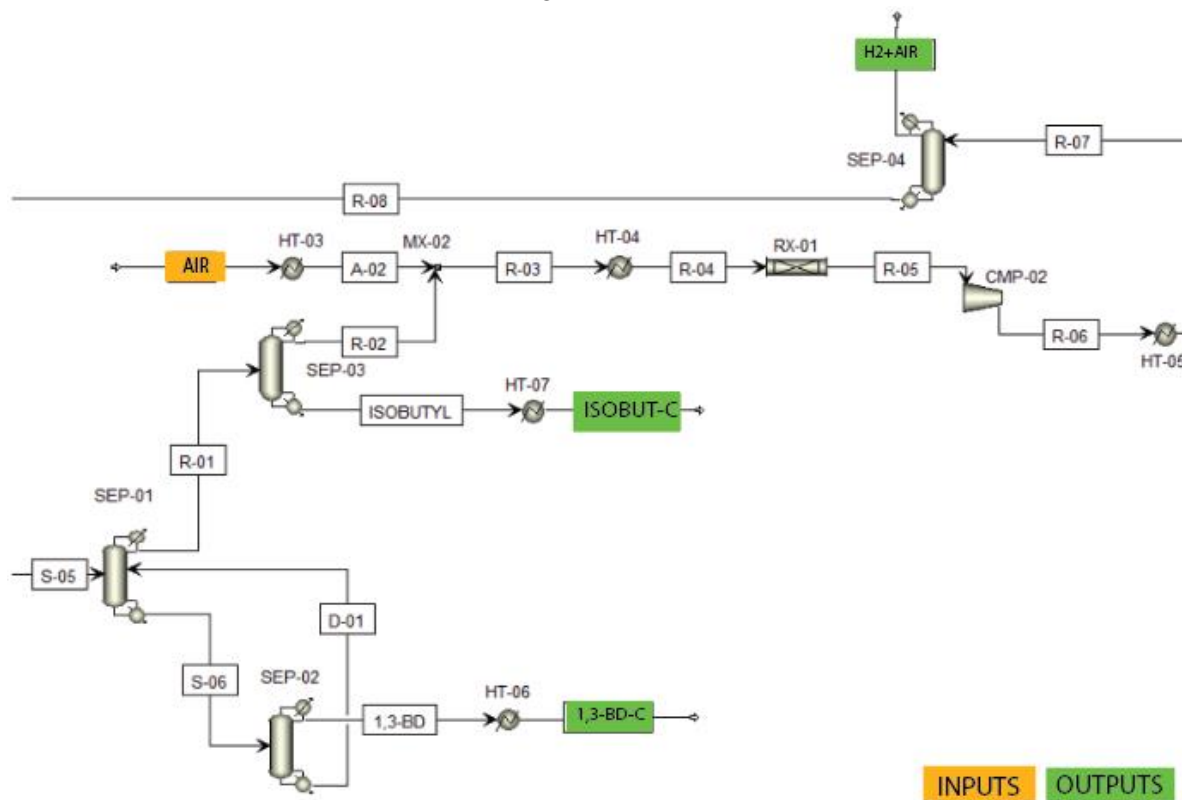 H2+AIR
SEP-04
R-07
R-08
AIR
HT-03
A-02
MX-02
R-03
HT-04
R-04
RX-01
R-05
CMP-02
R-06
HT-05
R-02
SEP-03
ISOBUTYL
HT-07
ISOBUT-C
R-01
SEP-01
S-05
D-01
S-06
SEP-02
1,3-BD
HT-06
1,3-BD-C
INPUTS
OUTPUTS